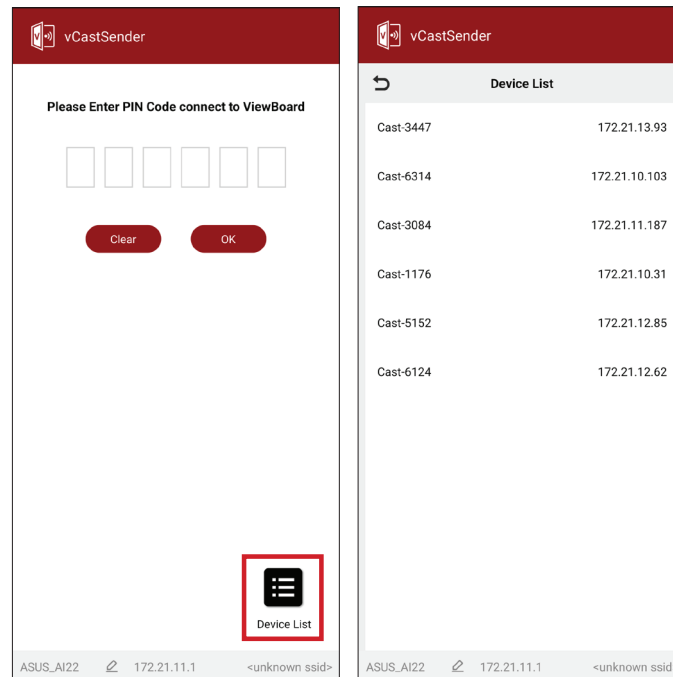 vCastSender
Please Enter PIN Code connect to ViewBoard
Clear
OK
Device List
ASUS_AI22 172.21.11.1 <unknown ssid>
vCastSender
Device List
Cast-3447 172.21.13.93
Cast-6314 172.21.10.103
Cast-3084 172.21.11.187
Cast-1176 172.21.10.31
Cast-5152 172.21.12.85
Cast-6124 172.21.12.62
ASUS_AI22 172.21.11.1 <unknown ssid